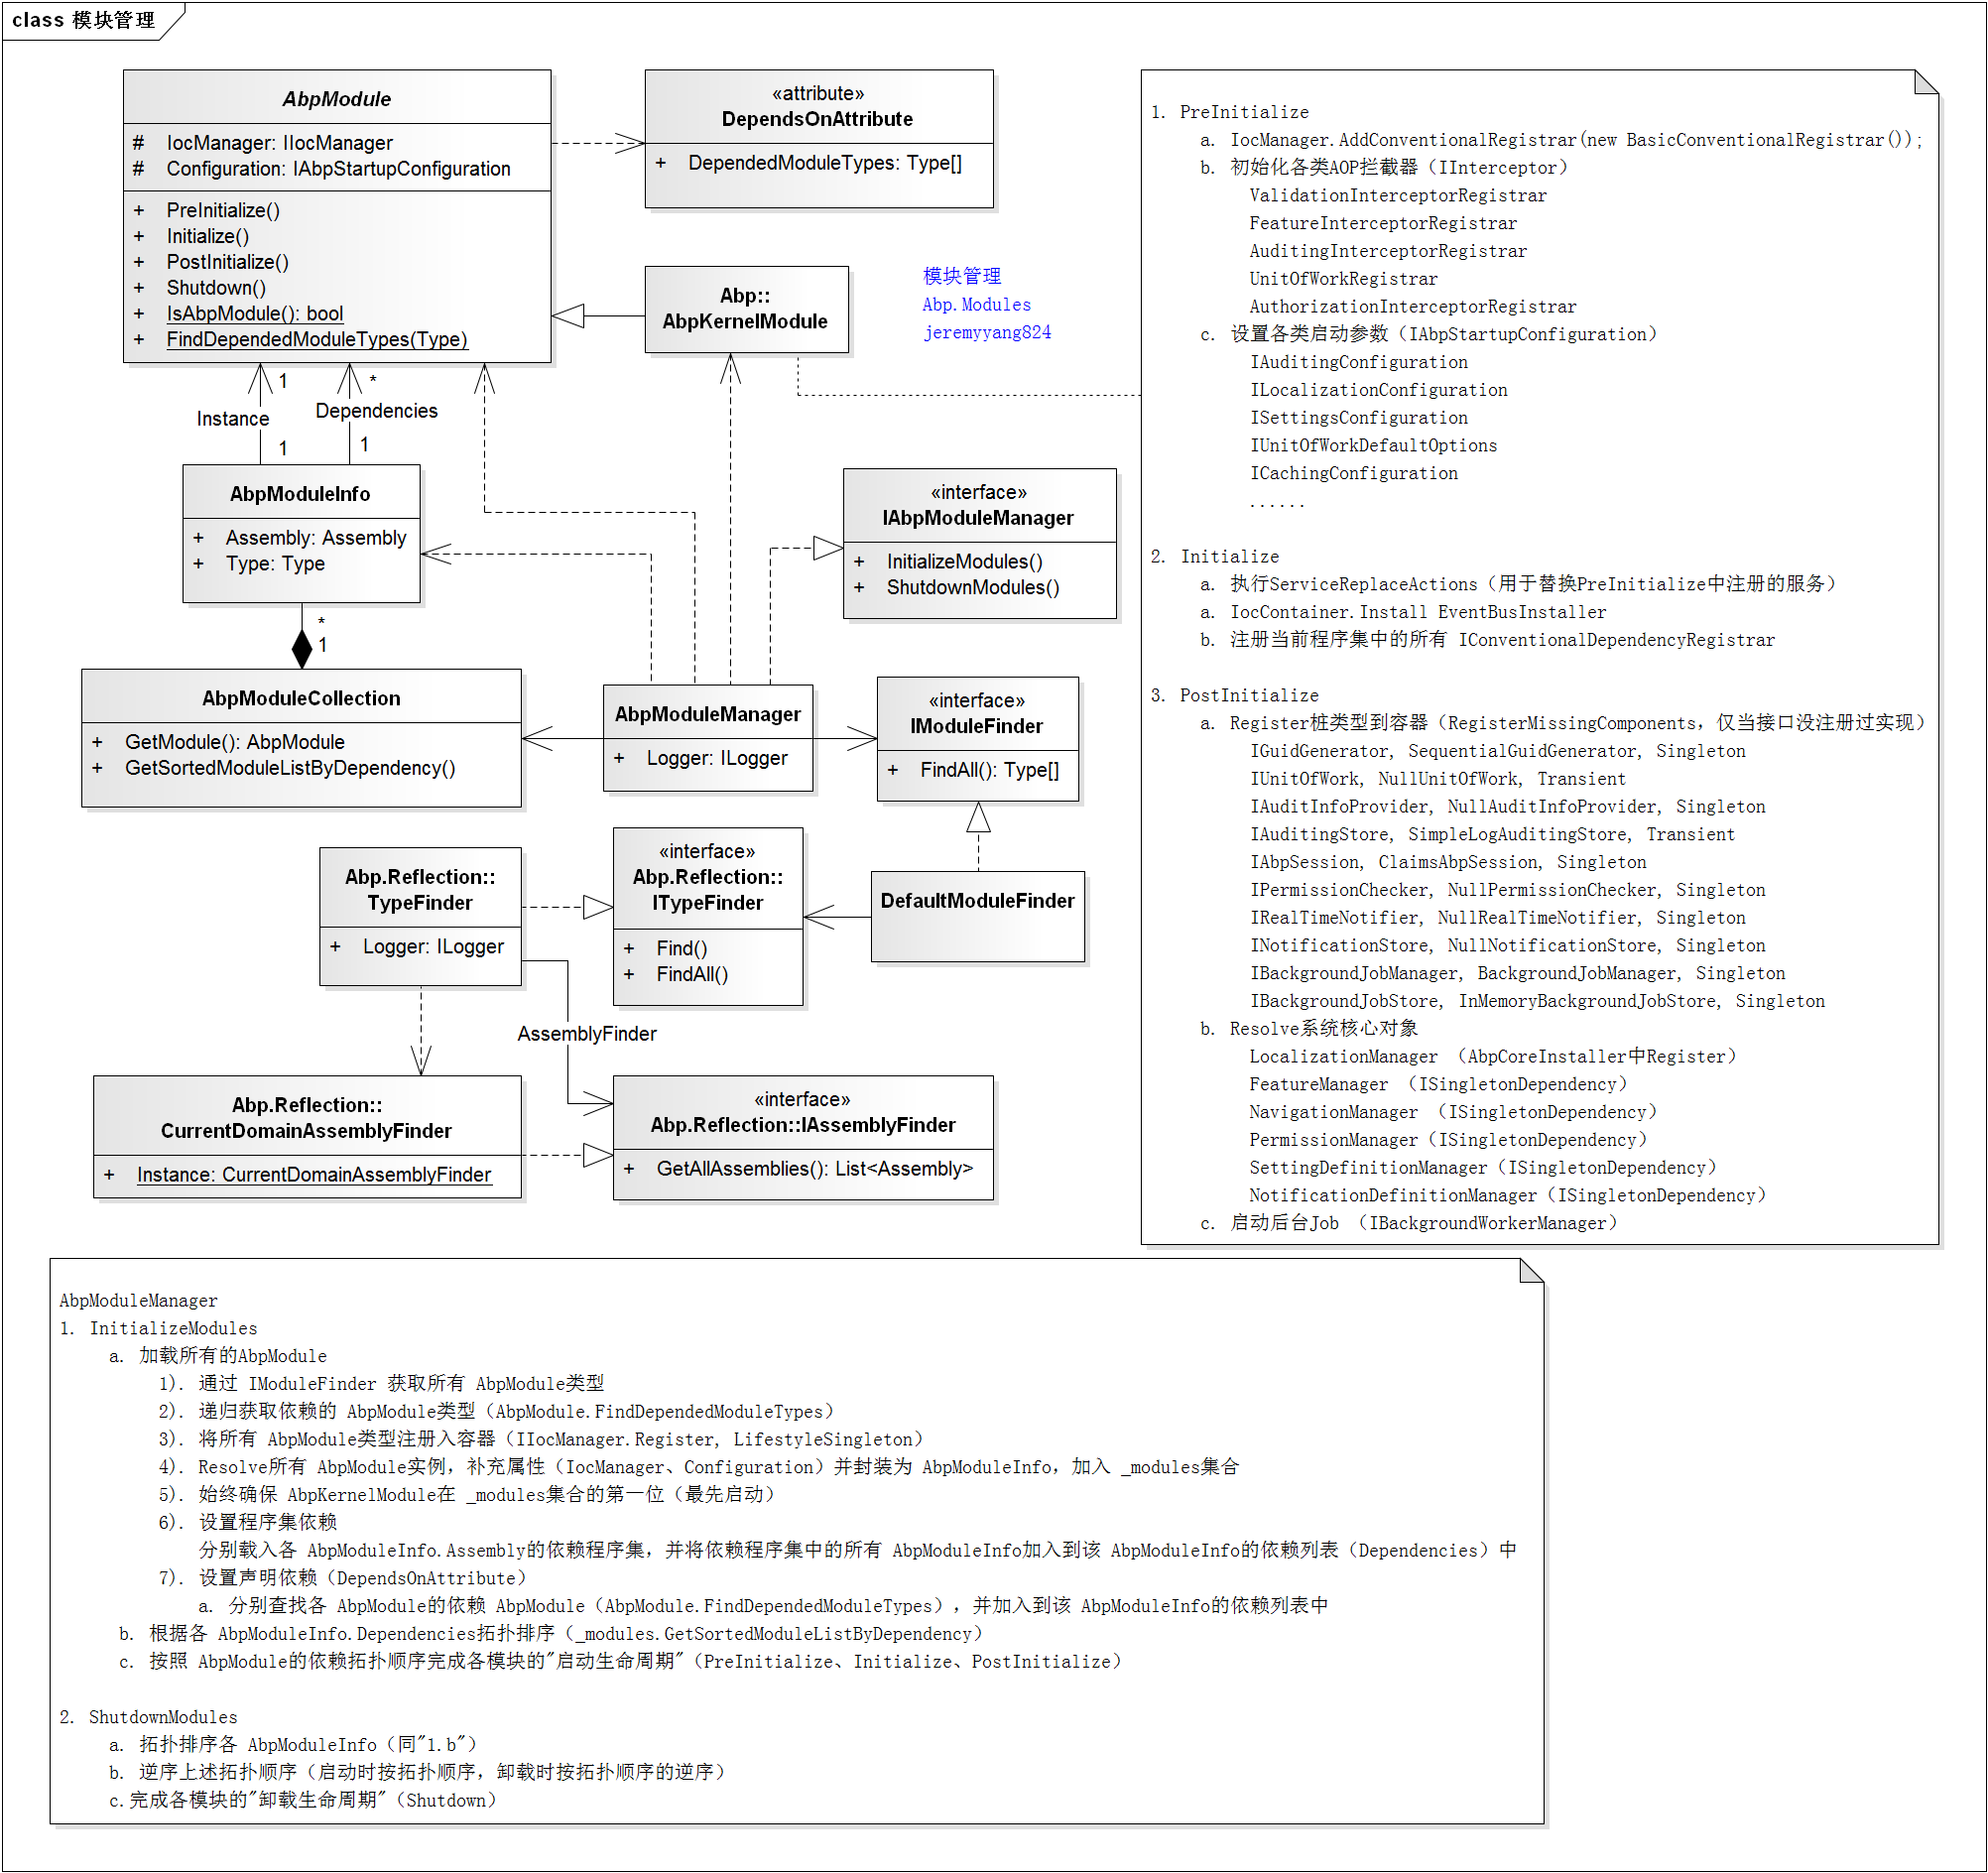 class 模块管理
AbpModule
# IocManager: IIocManager
# Configuration: IAbpStartupConfiguration
+ PreInitialize()
+ Initialize()
+ PostInitialize()
+ Shutdown()
+ IsAbpModule(): bool
+ FindDependedModuleTypes(Type)
«attribute»
DependsOnAttribute
+ DependedModuleTypes: Type[]
Abp::
AbpKernelModule
模块管理
Abp.Modules
jeremyyang824
1
*
Instance
Dependencies
1
1
AbpModuleInfo
+ Assembly: Assembly
+ Type: Type
*
1
«interface»
IAbpModuleManager
+ InitializeModules()
+ ShutdownModules()
AbpModuleCollection
+ GetModule(): AbpModule
+ GetSortedModuleListByDependency()
AbpModuleManager
+ Logger: ILogger
«interface»
IModuleFinder
+ FindAll(): Type[]
Abp.Reflection::
TypeFinder
+ Logger: ILogger
«interface»
Abp.Reflection::
ITypeFinder
+ Find()
+ FindAll()
DefaultModuleFinder
AssemblyFinder
Abp.Reflection::
CurrentDomainAssemblyFinder
+ Instance: CurrentDomainAssemblyFinder
«interface»
Abp.Reflection::IAssemblyFinder
+ GetAllAssemblies(): List<Assembly>
1. PreInitialize
a. IocManager.AddConventionalRegistrar(new BasicConventionalRegistrar());
b. 初始化各类AOP拦截器（IInterceptor）
ValidationInterceptorRegistrar
FeatureInterceptorRegistrar
AuditingInterceptorRegistrar
UnitOfWorkRegistrar
AuthorizationInterceptorRegistrar
c. 设置各类启动参数（IAbpStartupConfiguration）
IAuditingConfiguration
ILocalizationConfiguration
ISettingsConfiguration
IUnitOfWorkDefaultOptions
ICachingConfiguration
......
2. Initialize
a. 执行ServiceReplaceActions（用于替换PreInitialize中注册的服务）
a. IocContainer.Install EventBusInstaller
b. 注册当前程序集中的所有 IConventionalDependencyRegistrar
3. PostInitialize
a. Register桩类型到容器（RegisterMissingComponents，仅当接口没注册过实现）
IGuidGenerator, SequentialGuidGenerator, Singleton
IUnitOfWork, NullUnitOfWork, Transient
IAuditInfoProvider, NullAuditInfoProvider, Singleton
IAuditingStore, SimpleLogAuditingStore, Transient
IAbpSession, ClaimsAbpSession, Singleton
IPermissionChecker, NullPermissionChecker, Singleton
IRealTimeNotifier, NullRealTimeNotifier, Singleton
INotificationStore, NullNotificationStore, Singleton
IBackgroundJobManager, BackgroundJobManager, Singleton
IBackgroundJobStore, InMemoryBackgroundJobStore, Singleton
b. Resolve系统核心对象
LocalizationManager （AbpCoreInstaller中Register）
FeatureManager （ISingletonDependency）
NavigationManager （ISingletonDependency）
PermissionManager（ISingletonDependency）
SettingDefinitionManager（ISingletonDependency）
NotificationDefinitionManager（ISingletonDependency）
c. 启动后台Job （IBackgroundWorkerManager）
AbpModuleManager
1. InitializeModules
a. 加载所有的AbpModule
1). 通过 IModuleFinder 获取所有 AbpModule类型
2). 递归获取依赖的 AbpModule类型（AbpModule.FindDependedModuleTypes）
3). 将所有 AbpModule类型注册入容器（IIocManager.Register, LifestyleSingleton）
4). Resolve所有 AbpModule实例，补充属性（IocManager、Configuration）并封装为 AbpModuleInfo，加入 _modules集合
5). 始终确保 AbpKernelModule在 _modules集合的第一位（最先启动）
6). 设置程序集依赖
分别载入各 AbpModuleInfo.Assembly的依赖程序集，并将依赖程序集中的所有 AbpModuleInfo加入到该 AbpModuleInfo的依赖列表（Dependencies）中
7). 设置声明依赖（DependsOnAttribute）
a. 分别查找各 AbpModule的依赖 AbpModule（AbpModule.FindDependedModuleTypes），并加入到该 AbpModuleInfo的依赖列表中
b. 根据各 AbpModuleInfo.Dependencies拓扑排序（_modules.GetSortedModuleListByDependency）
c. 按照 AbpModule的依赖拓扑顺序完成各模块的"启动生命周期"（PreInitialize、Initialize、PostInitialize）
2. ShutdownModules
a. 拓扑排序各 AbpModuleInfo（同"1.b"）
b. 逆序上述拓扑顺序（启动时按拓扑顺序，卸载时按拓扑顺序的逆序）
c.完成各模块的"卸载生命周期"（Shutdown）